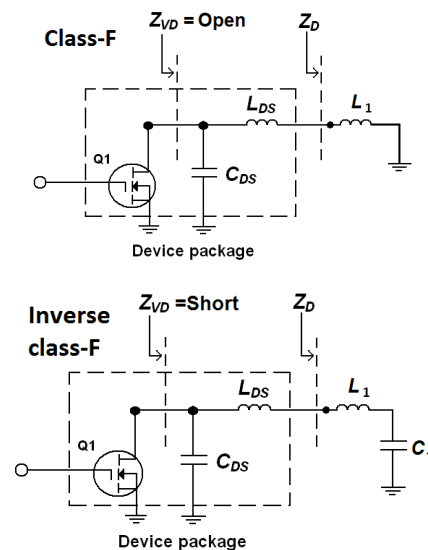 Class-F
Z_VD = Open
Z_D
L_DS
L_1
Q1
C_DS
Device package
Inverse
class-F
Z_VD =Short
Z_D
L_DS
L_1
Q1
C_DS
C
Device package